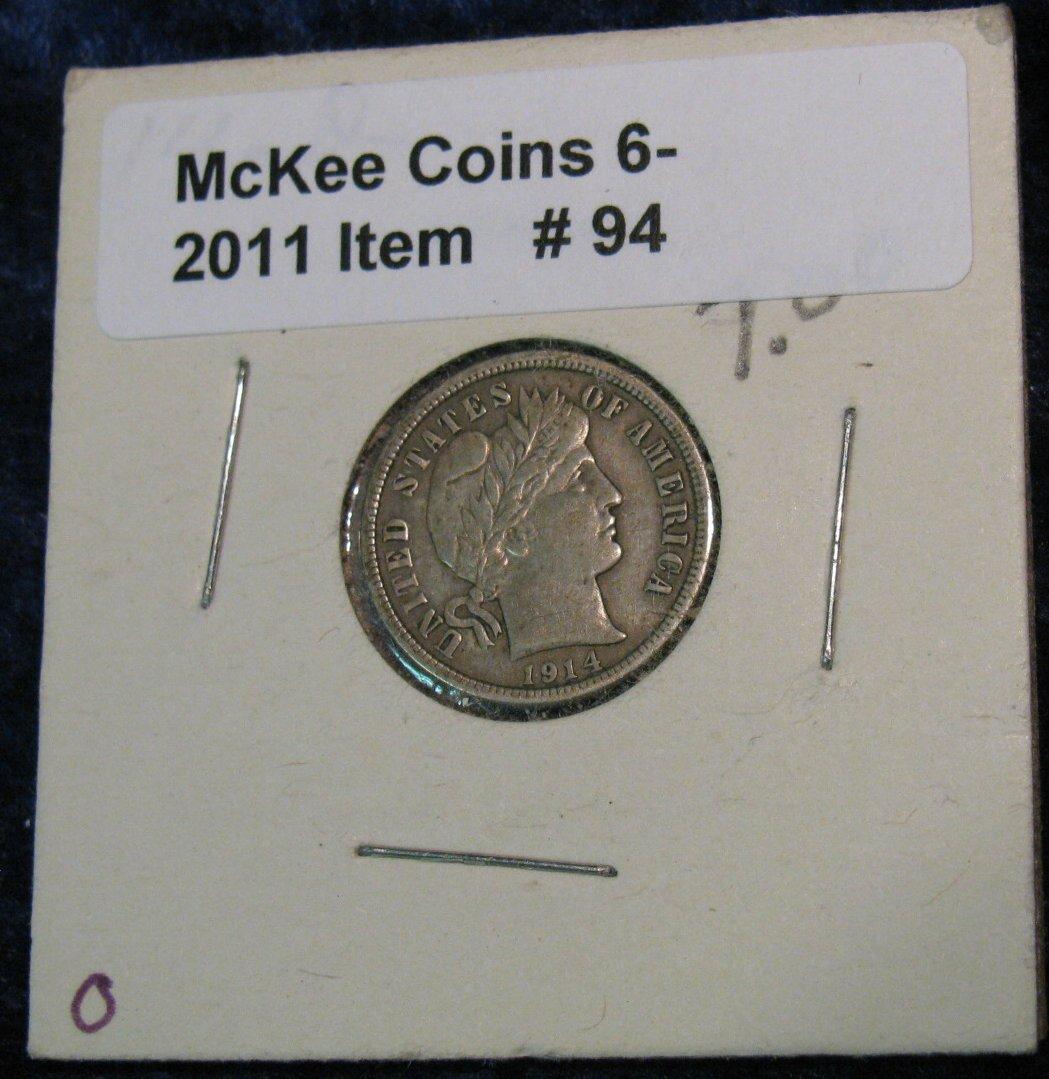 McKee Coins 6-
2011 Item # 94
UNITED STATES OF AMERICA
1914
O